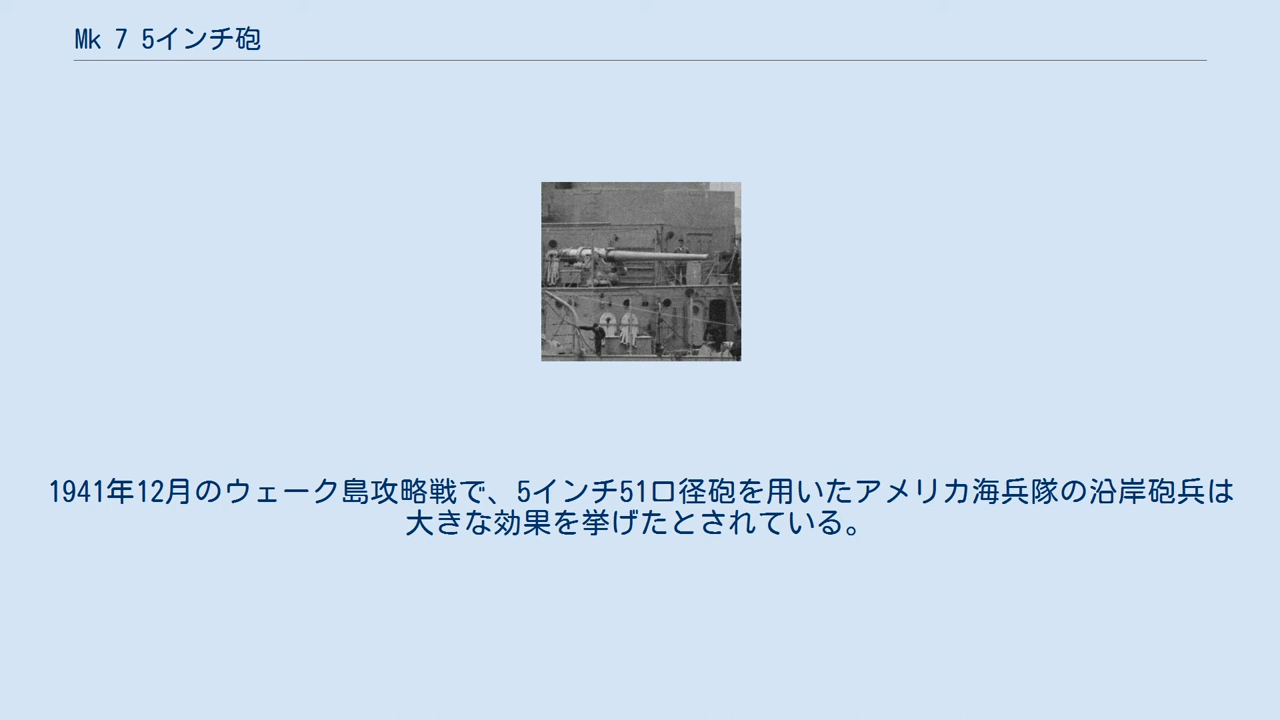 Mk 7 5インチ砲
1941年12月のウェーク島攻略戦で、5インチ51口径砲を用いたアメリカ海兵隊の沿岸砲兵は
大きな効果を挙げたとされている。